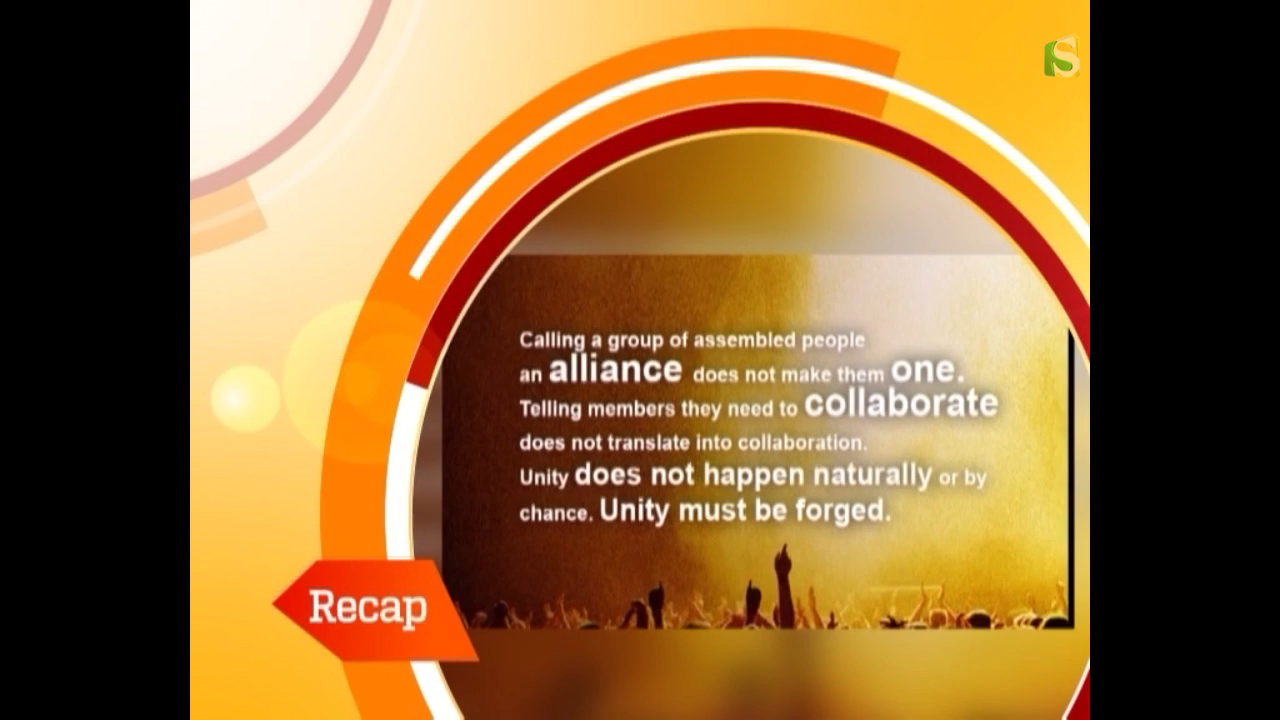 Calling a group of assembled people
an alliance does not make them one.
Telling members they need to collaborate
does not translate into collaboration.
Unity does not happen naturally or by
chance. Unity must be forged.
Recap
S